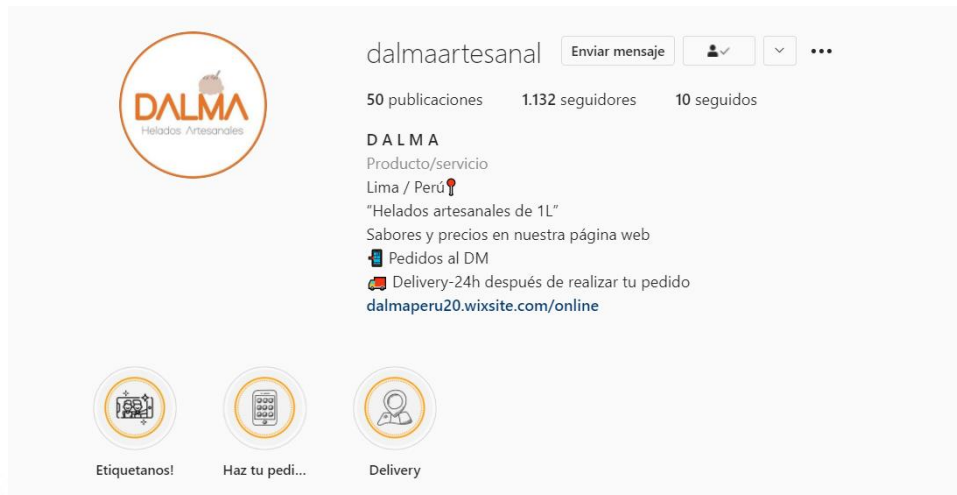 DALMA
Helados Artesanales
dalmaartesanal Enviar mensaje
50 publicaciones 1.132 seguidores 10 seguidos
D A L M A
Producto/servicio
Lima / Perú
"Helados artesanales de 1L"
Sabores y precios en nuestra página web
Pedidos al DM
Delivery-24h después de realizar tu pedido
dalmaperu20.wixsite.com/online
Etiquetanos! Haz tu pedi... Delivery